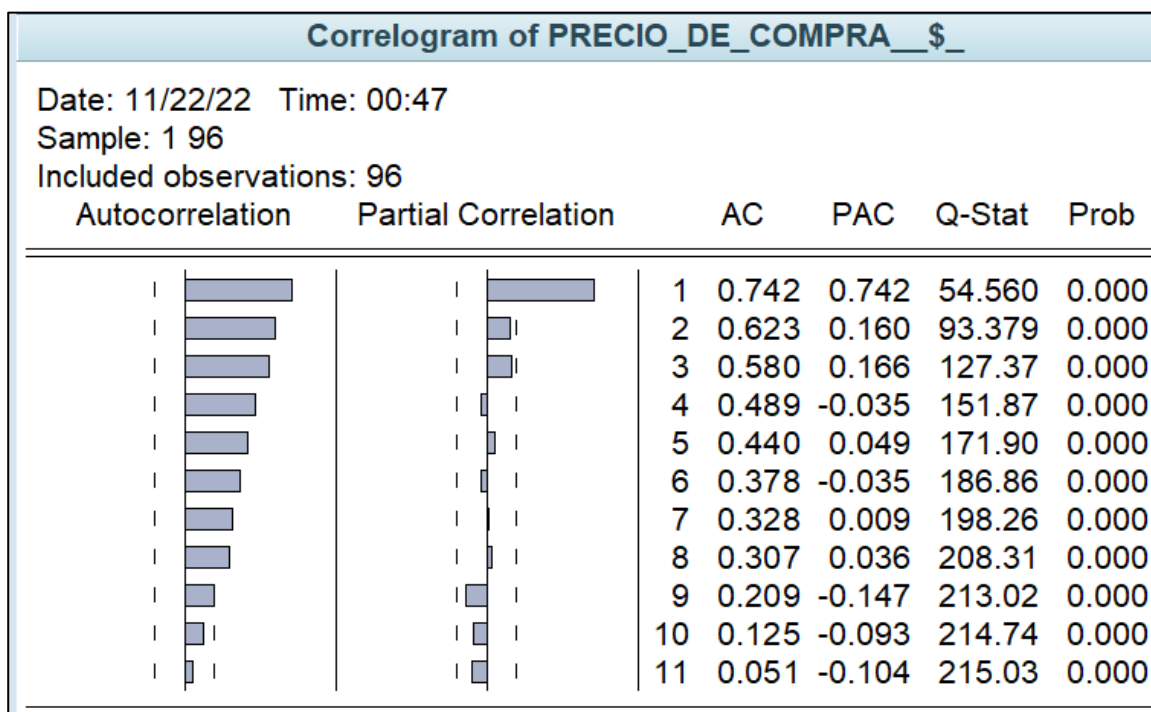 Correlogram of PRECIO_DE_COMPRA__$_
Date: 11/22/22 Time: 00:47
Sample: 1 96
Included observations: 96
Autocorrelation Partial Correlation AC PAC Q-Stat Prob
1 0.742 0.742 54.560 0.000
2 0.623 0.160 93.379 0.000
3 0.580 0.166 127.37 0.000
4 0.489 -0.035 151.87 0.000
5 0.440 0.049 171.90 0.000
6 0.378 -0.035 186.86 0.000
7 0.328 0.009 198.26 0.000
8 0.307 0.036 208.31 0.000
9 0.209 -0.147 213.02 0.000
10 0.125 -0.093 214.74 0.000
11 0.051 -0.104 215.03 0.000